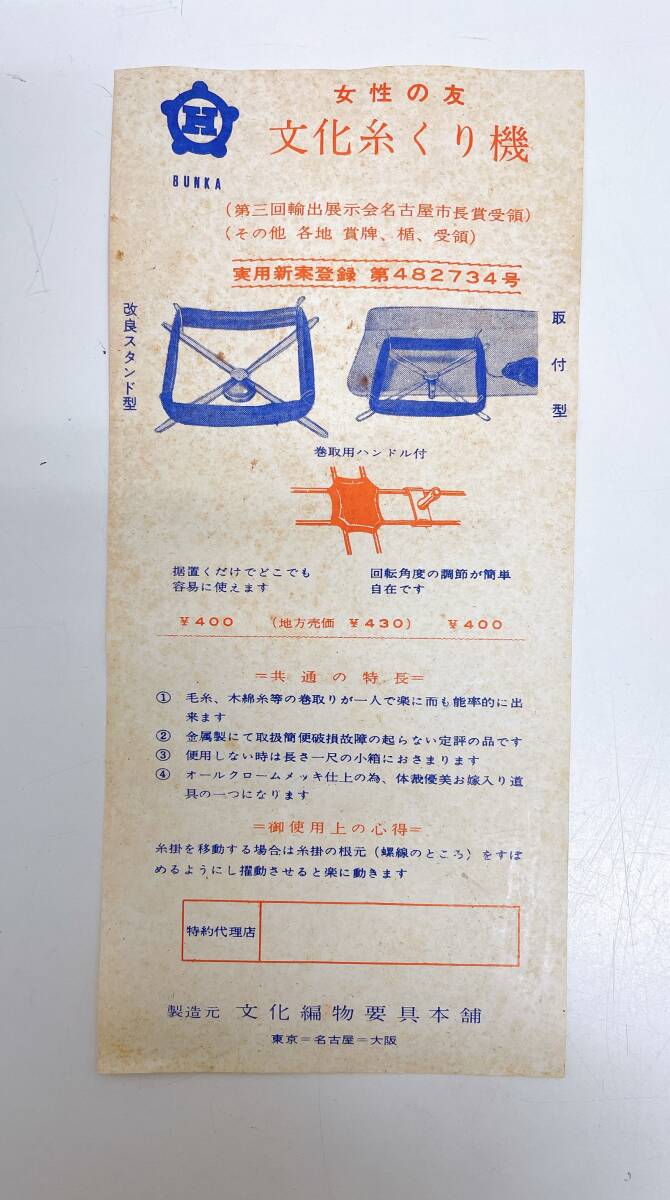 H
BUNKA
女性の友
文化糸くり機
(第三回輸出展示会名古屋市長賞受領)
(その他 各地 賞牌、楯、受領)
実用新案登録 第482734号
改良スタンド型
取付型
巻取用ハンドル付
据置くだけでどこでも
容易に使えます
回転角度の調節が簡単
自在です
¥400 (地方売価 ¥430) ¥400
=共通の特長=
① 毛糸、木綿糸等の巻取りが一人で楽に而も能率的に出
来ます
② 金属製にて取扱簡便破損故障の起らない定評の品です
③ 使用しない時は長さ一尺の小箱におさまります
④ オールクロームメッキ仕上の為、体裁優美お嫁入り道
具の一つになります
=御使用上の心得=
糸掛を移動する場合は糸掛の根元(螺線のところ)をすぼ
めるようにし擢動させると楽に動きます
特約代理店
製造元 文化編物要具本舗
東京=名古屋=大阪